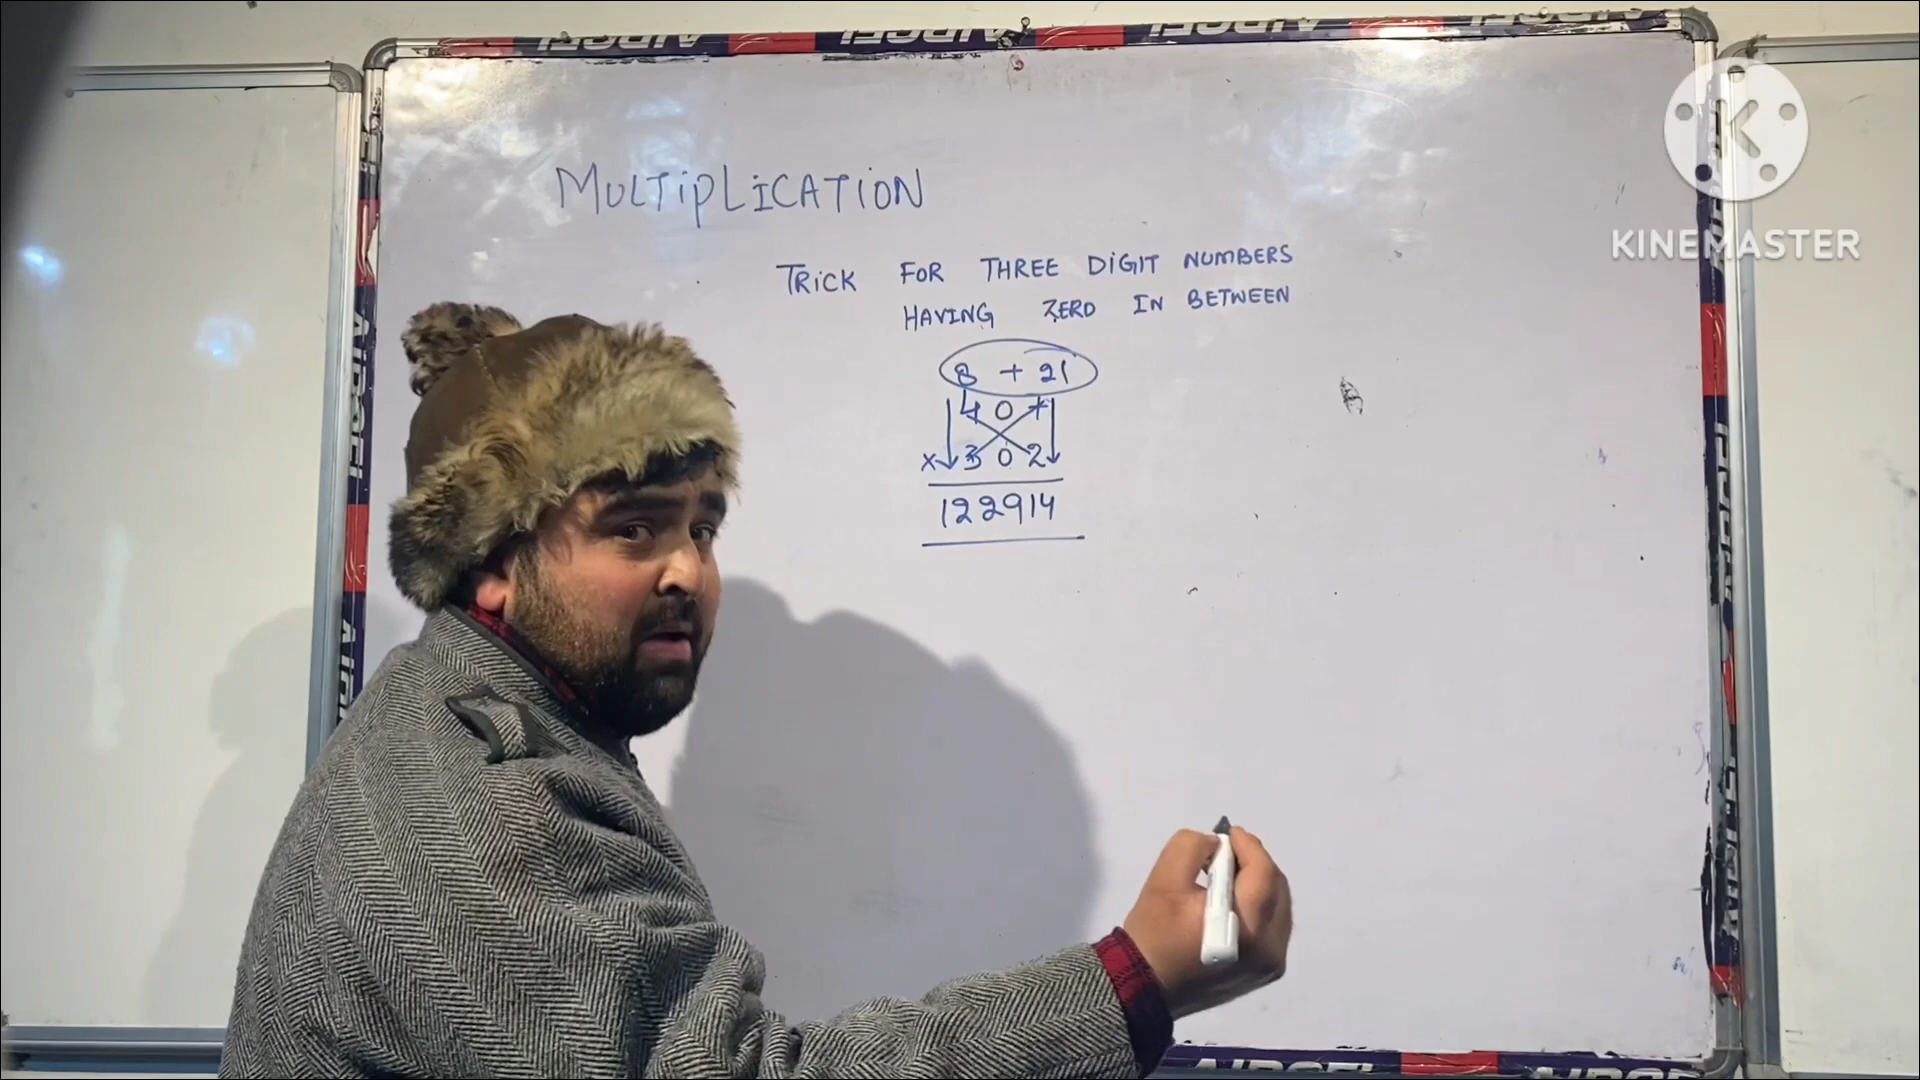 MULTIPLICATION
TRICK FOR THREE DIGIT NUMBERS
HAVING ZERO IN BETWEEN
8 + 21
4 0 7
x 3 0 2
122914
KINEMASTER